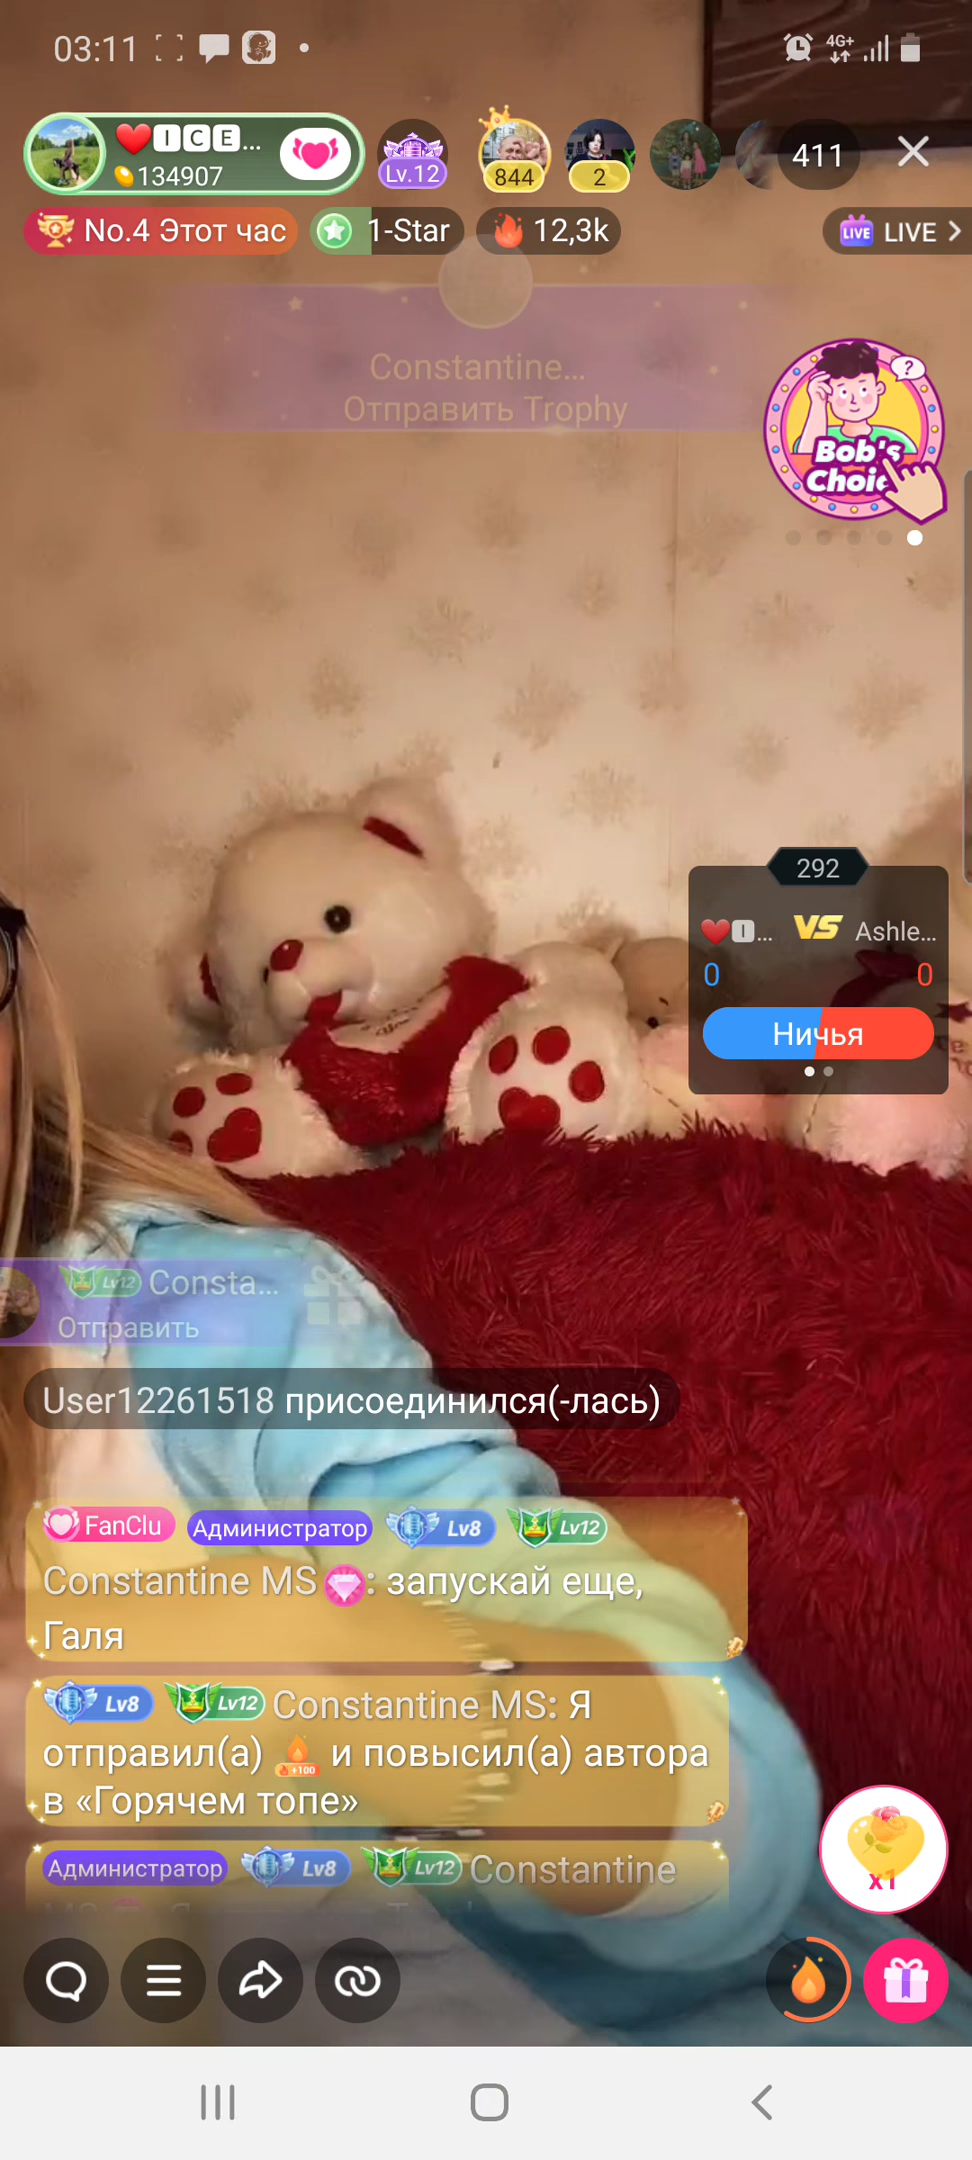 03:11
4G+
❤️🅸🅲🅴...
134907
Lv.12
844
2
411
No.4 Этот час
1-Star
12,3k
LIVE
LIVE
Constantine...
Отправить Trophy
?
Bob's
292
❤️🅸...
VS
Ashle...
0
0
Ничья
Lv12
Consta...
Отправить
User12261518 присоединился(-лась)
FanClu
Администратор
Lv8
Lv12
Constantine MS: запускай еще,
Галя
Lv8 Lv12 Constantine MS: Я
отправил(а) +100 и повысил(а) автора
в «Горячем топе»
Администратор Lv8 Lv12 Constantine
x1